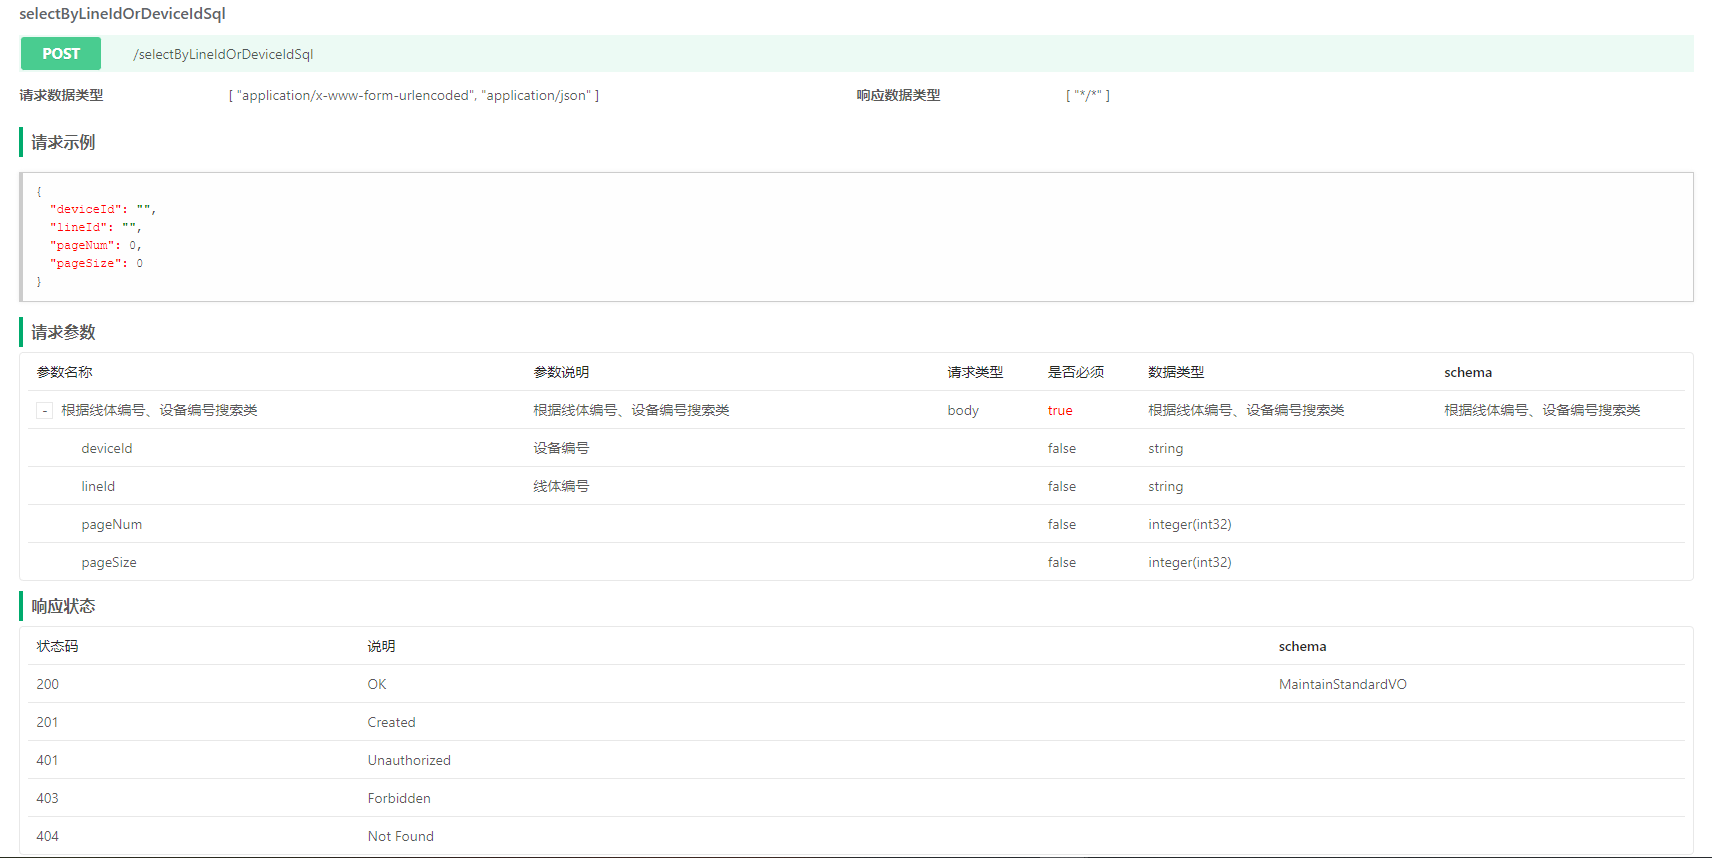 selectByLineIdOrDeviceIdSql
POST /selectByLineIdOrDeviceIdSql
请求数据类型 [ "application/x-www-form-urlencoded", "application/json" ] 响应数据类型 [ "*/*" ]
请求示例
{
"deviceId": "",
"lineId": "",
"pageNum": 0,
"pageSize": 0
}
请求参数
参数名称 参数说明 请求类型 是否必须 数据类型 schema
- 根据线体编号、设备编号搜索类 根据线体编号、设备编号搜索类 body true 根据线体编号、设备编号搜索类 根据线体编号、设备编号搜索类
deviceId 设备编号 false string
lineId 线体编号 false string
pageNum false integer(int32)
pageSize false integer(int32)
响应状态
状态码 说明 schema
200 OK MaintainStandardVO
201 Created
401 Unauthorized
403 Forbidden
404 Not Found